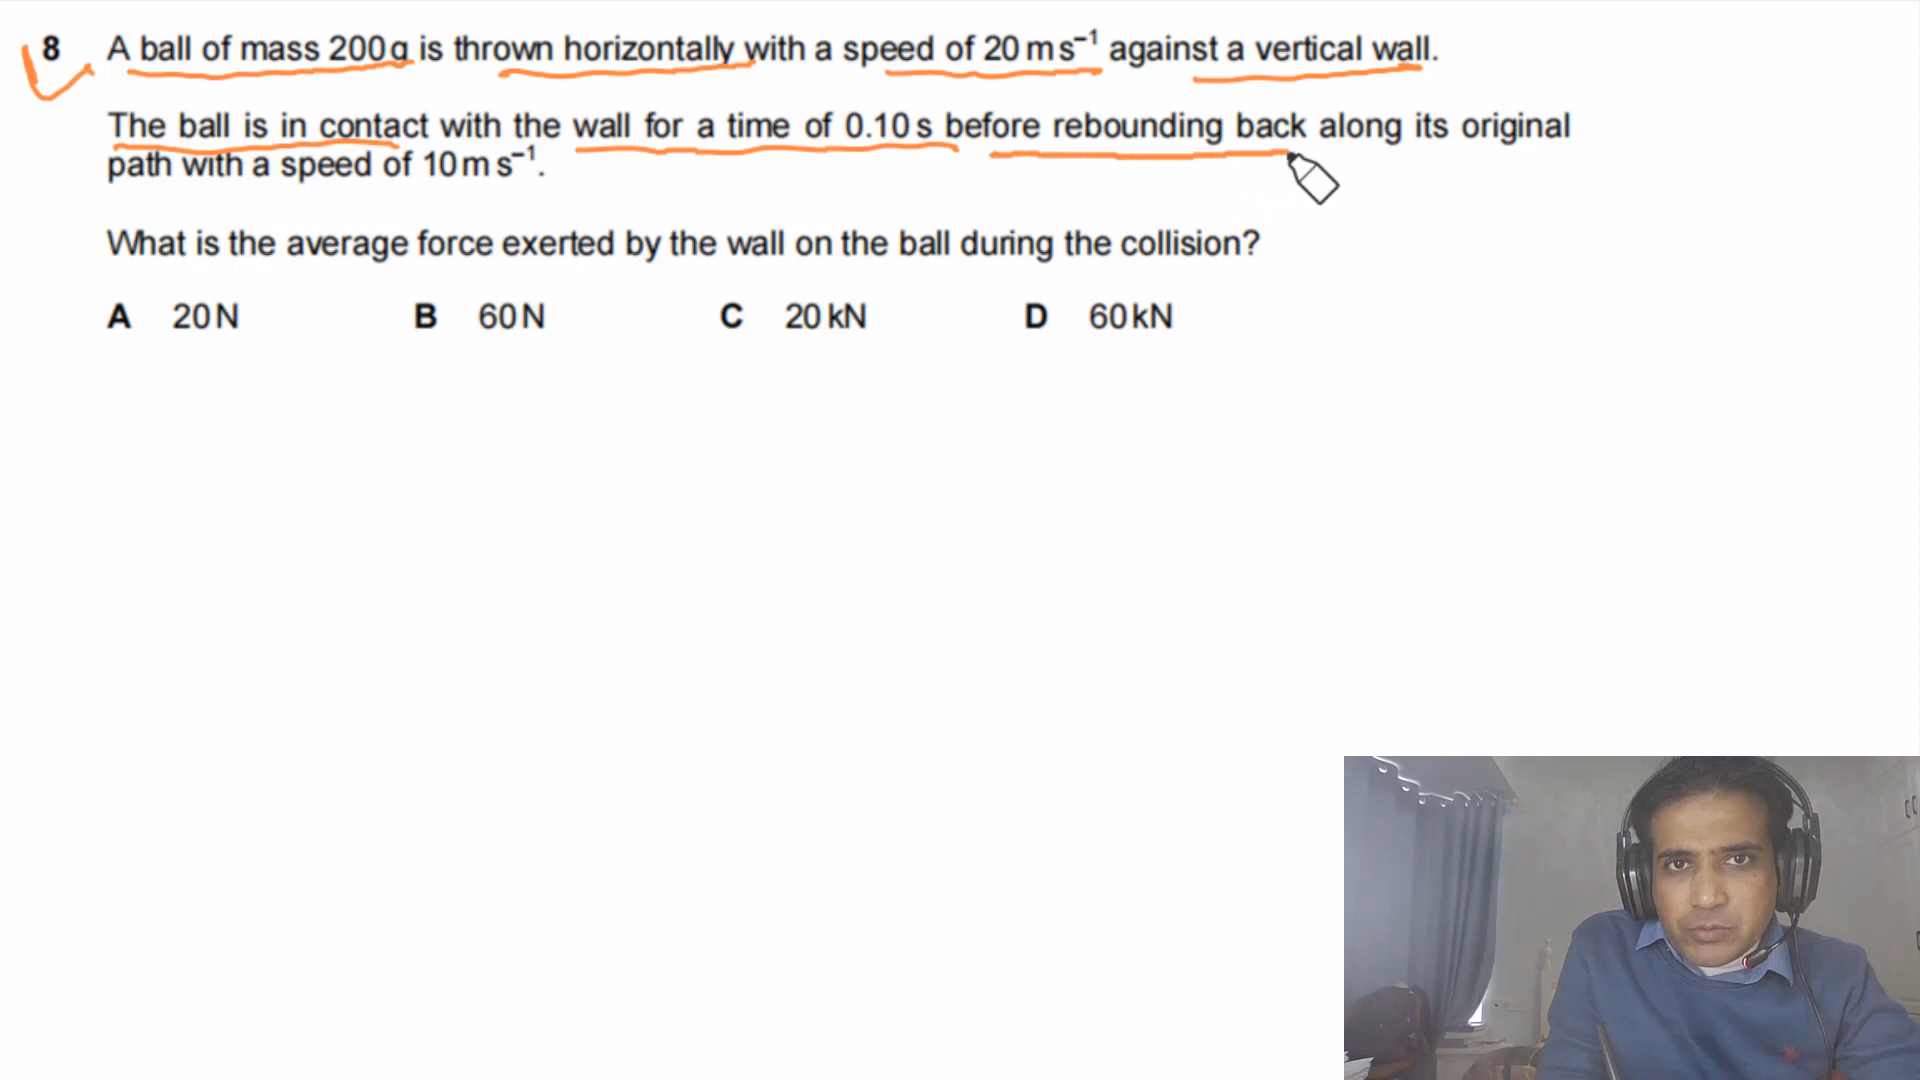 8 A ball of mass 200 g is thrown horizontally with a speed of 20 m s⁻¹ against a vertical wall.
The ball is in contact with the wall for a time of 0.10 s before rebounding back along its original
path with a speed of 10 m s⁻¹.
What is the average force exerted by the wall on the ball during the collision?
A 20 N B 60 N C 20 kN D 60 kN